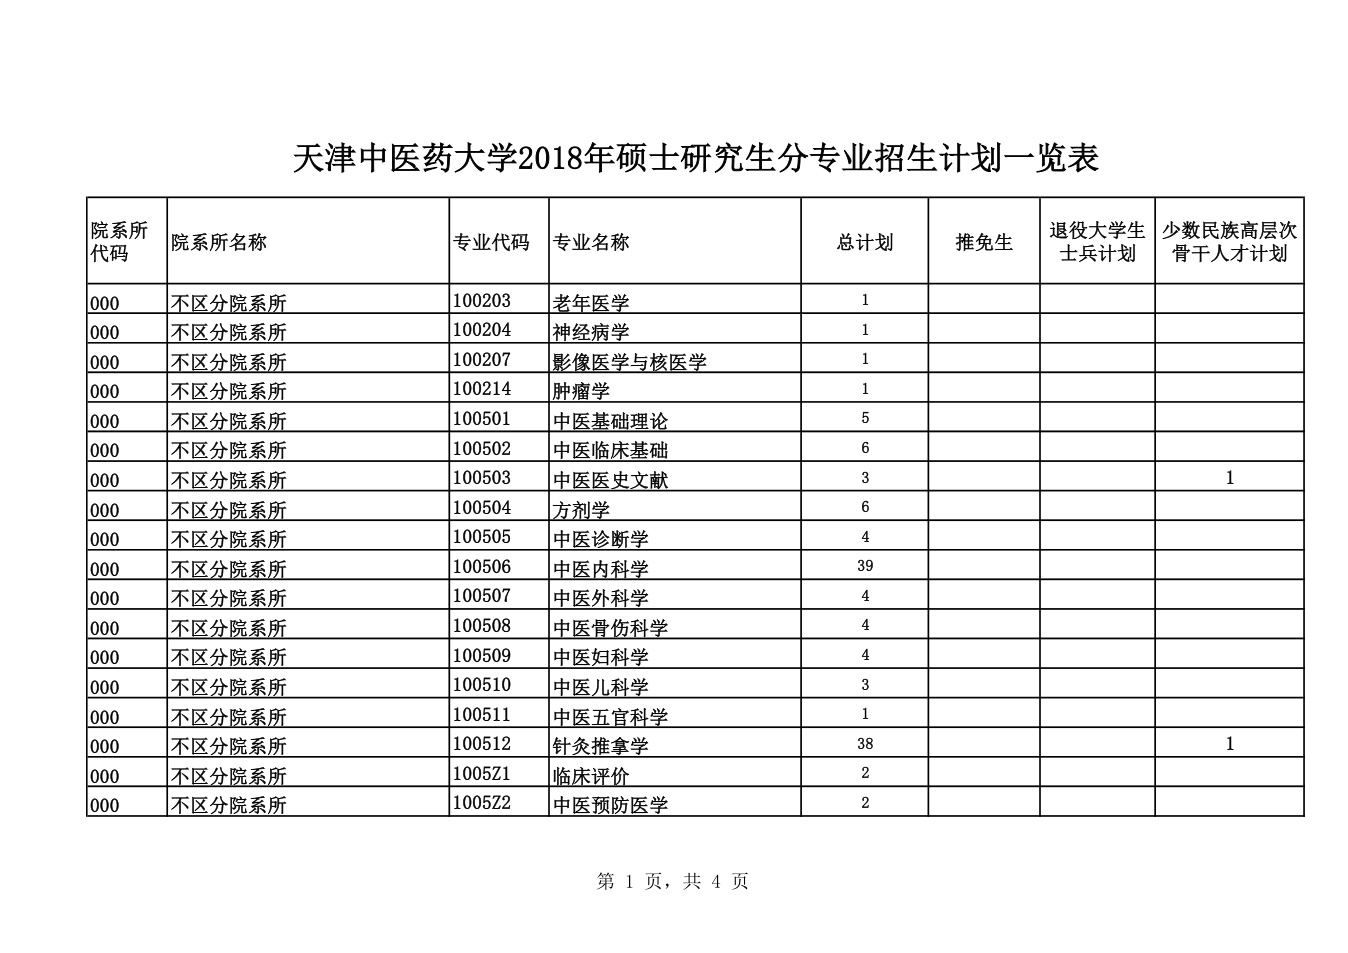 天津中医药大学2018年硕士研究生分专业招生计划一览表
院系所代码 院系所名称 专业代码 专业名称 总计划 推免生 退役大学生士兵计划 少数民族高层次骨干人才计划
000 不区分院系所 100203 老年医学 1
000 不区分院系所 100204 神经病学 1
000 不区分院系所 100207 影像医学与核医学 1
000 不区分院系所 100214 肿瘤学 1
000 不区分院系所 100501 中医基础理论 5
000 不区分院系所 100502 中医临床基础 6
000 不区分院系所 100503 中医医史文献 3 1
000 不区分院系所 100504 方剂学 6
000 不区分院系所 100505 中医诊断学 4
000 不区分院系所 100506 中医内科学 39
000 不区分院系所 100507 中医外科学 4
000 不区分院系所 100508 中医骨伤科学 4
000 不区分院系所 100509 中医妇科学 4
000 不区分院系所 100510 中医儿科学 3
000 不区分院系所 100511 中医五官科学 1
000 不区分院系所 100512 针灸推拿学 38 1
000 不区分院系所 1005Z1 临床评价 2
000 不区分院系所 1005Z2 中医预防医学 2
第 1 页，共 4 页